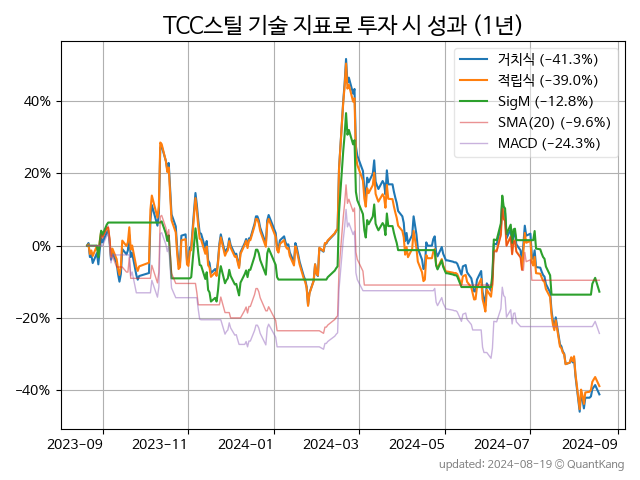 TCC스틸 기술 지표로 투자 시 성과 (1년)
거치식 (-41.3%)
적립식 (-39.0%)
SigM (-12.8%)
SMA(20) (-9.6%)
MACD (-24.3%)
40%
20%
0%
-20%
-40%
2023-09 2023-11 2024-01 2024-03 2024-05 2024-07 2024-09
updated: 2024-08-19 © QuantKang